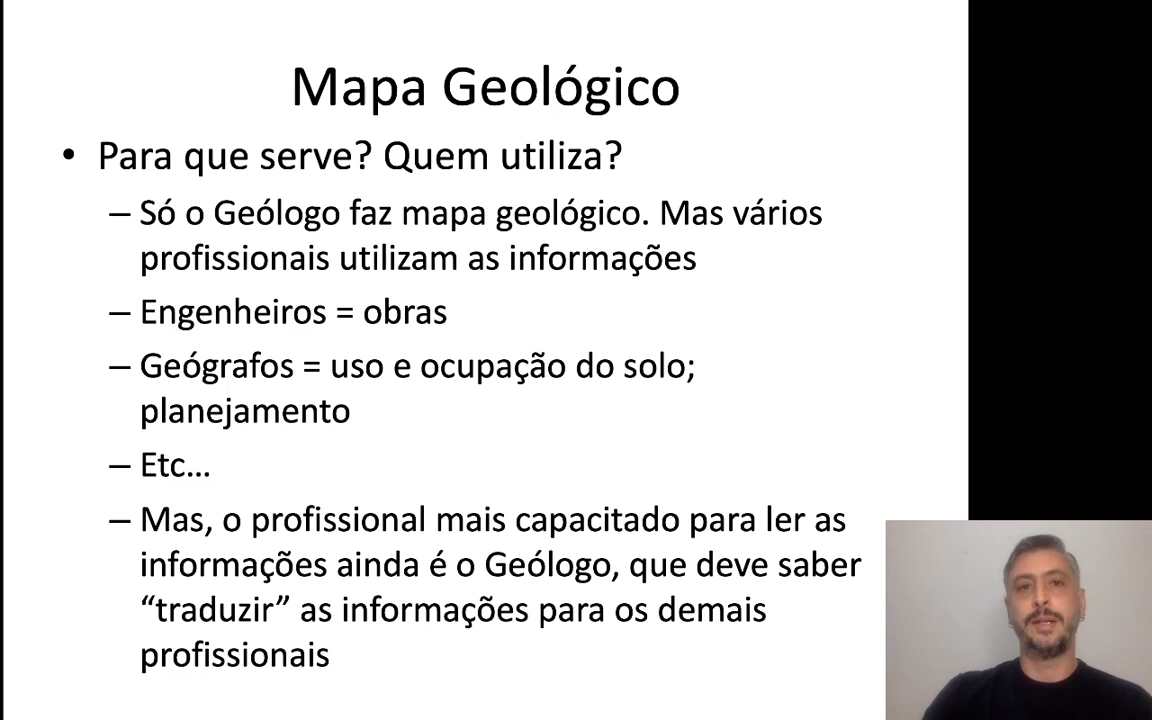 Mapa Geológico
• Para que serve? Quem utiliza?
– Só o Geólogo faz mapa geológico. Mas vários
profissionais utilizam as informações
– Engenheiros = obras
– Geógrafos = uso e ocupação do solo;
planejamento
– Etc...
– Mas, o profissional mais capacitado para ler as
informações ainda é o Geólogo, que deve saber
“traduzir” as informações para os demais
profissionais